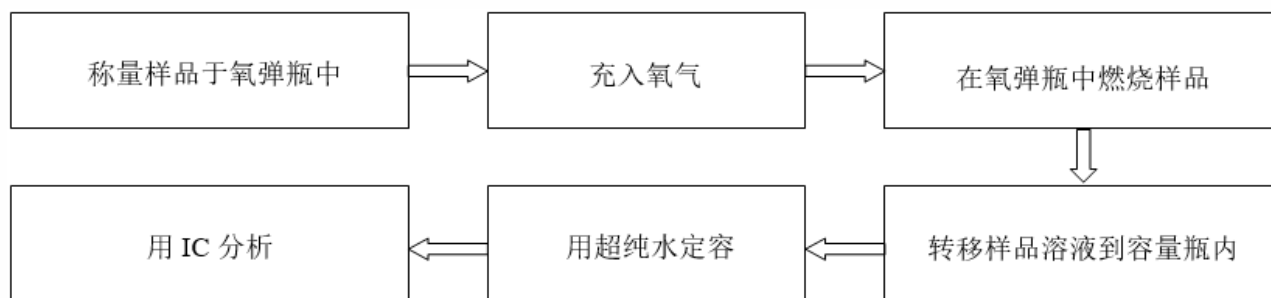 称量样品于氧弹瓶中
充入氧气
在氧弹瓶中燃烧样品
转移样品溶液到容量瓶内
用超纯水定容
用 IC 分析